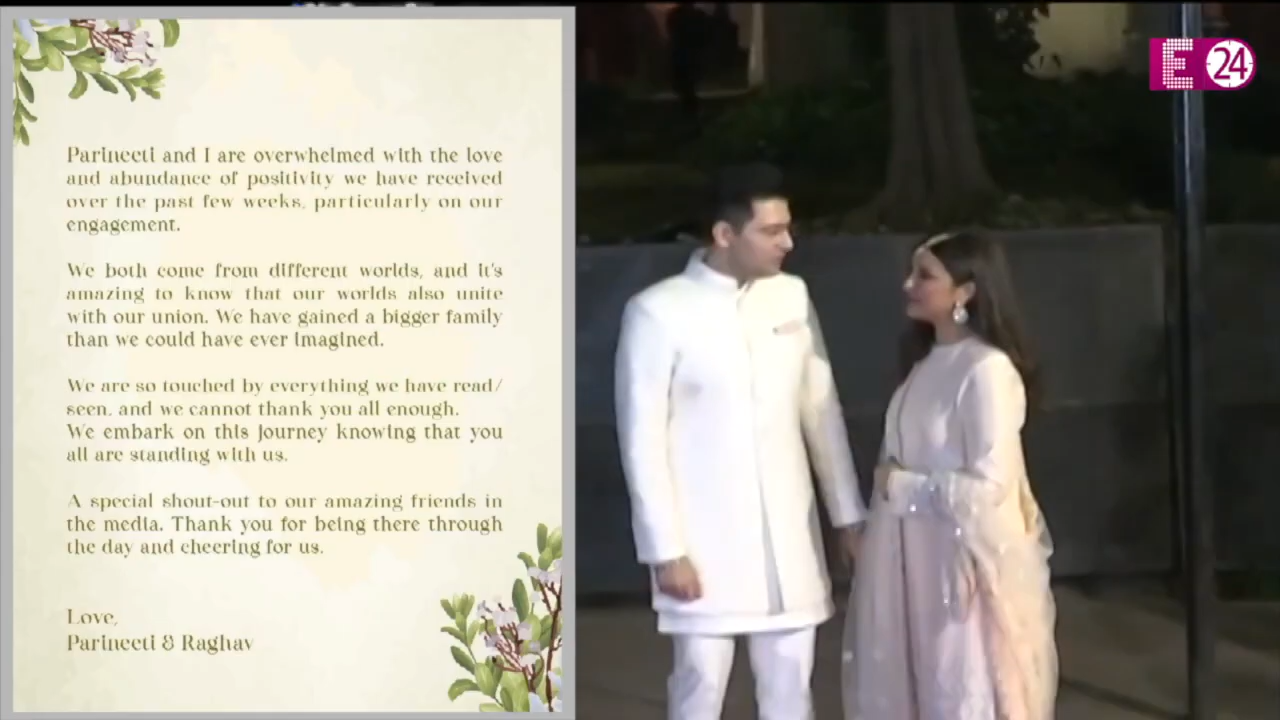 Parineeti and I are overwhelmed with the love
and abundance of positivity we have received
over the past few weeks, particularly on our
engagement.
We both come from different worlds, and it's
amazing to know that our worlds also unite
with our union. We have gained a bigger family
than we could have ever imagined.
We are so touched by everything we have read/
seen, and we cannot thank you all enough.
We embark on this journey knowing that you
all are standing with us.
A special shout-out to our amazing friends in
the media. Thank you for being there through
the day and cheering for us.
Love,
Parineeti & Raghav
E 24